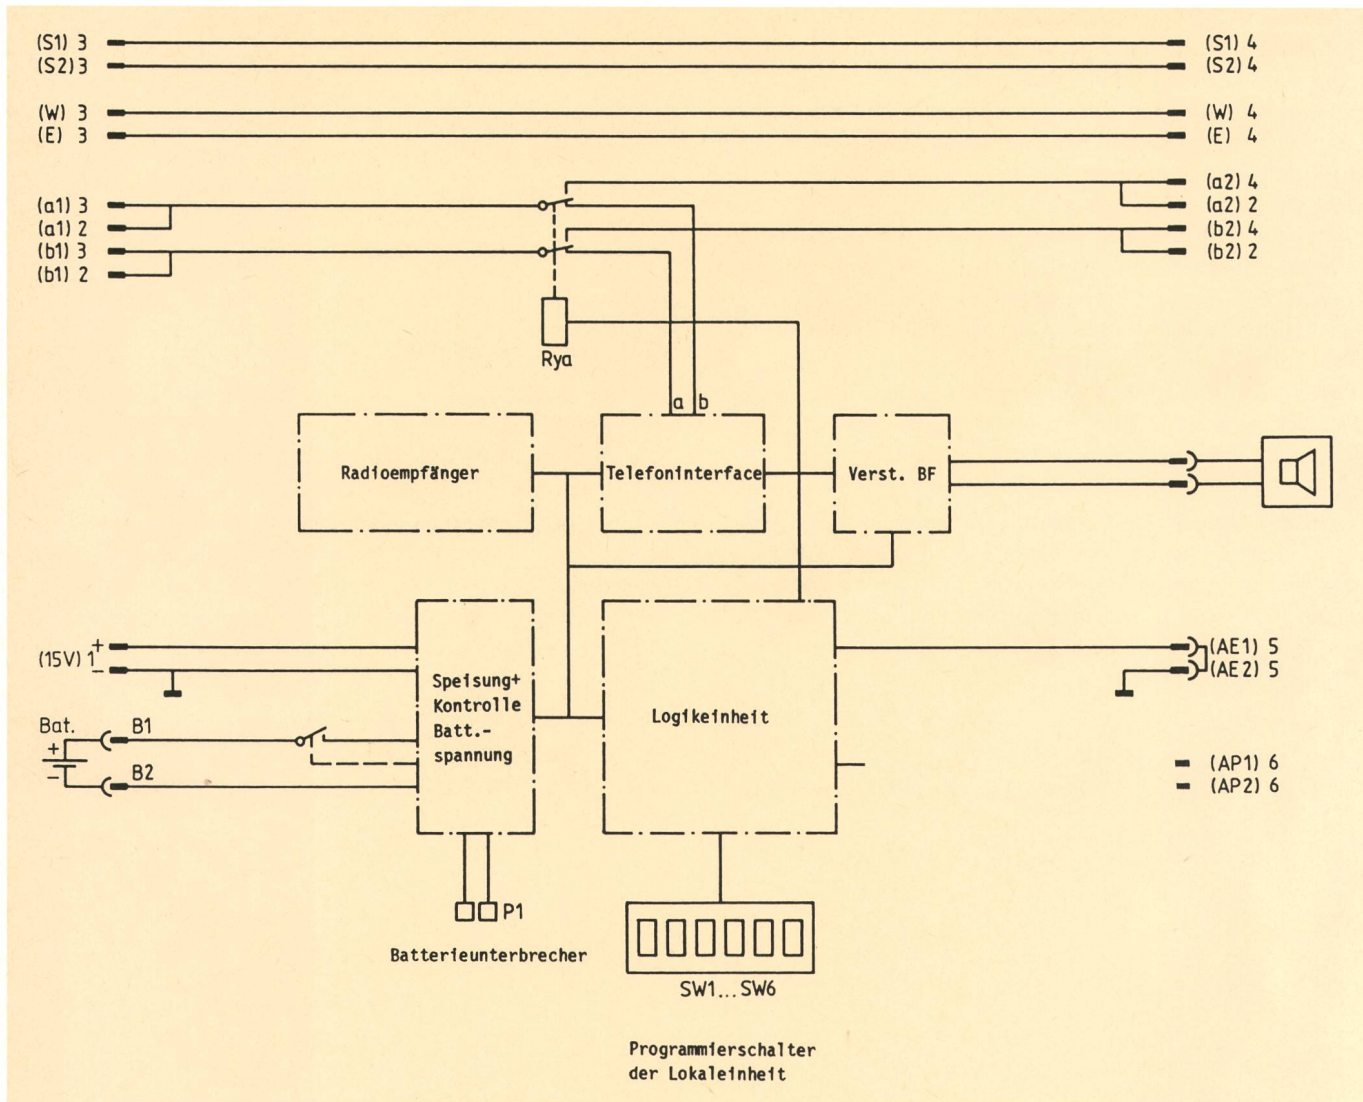 (S1) 3 (S1) 4
(S2) 3 (S2) 4
(W) 3 (W) 4
(E) 3 (E) 4
(a2) 4
(a1) 3 (a2) 2
(a1) 2 (b2) 4
(b1) 3 (b2) 2
(b1) 2
Rya
a b
Radioempfänger
Telefoninterface
Verst. BF
+
(15V) 1
−
Speisung+
Kontrolle
Batt.-
spannung
Logikeinheit
(AE1) 5
(AE2) 5
Bat.
B1
+
−
B2
(AP1) 6
(AP2) 6
P1
Batterieunterbrecher
SW1...SW6
Programmierschalter
der Lokaleinheit